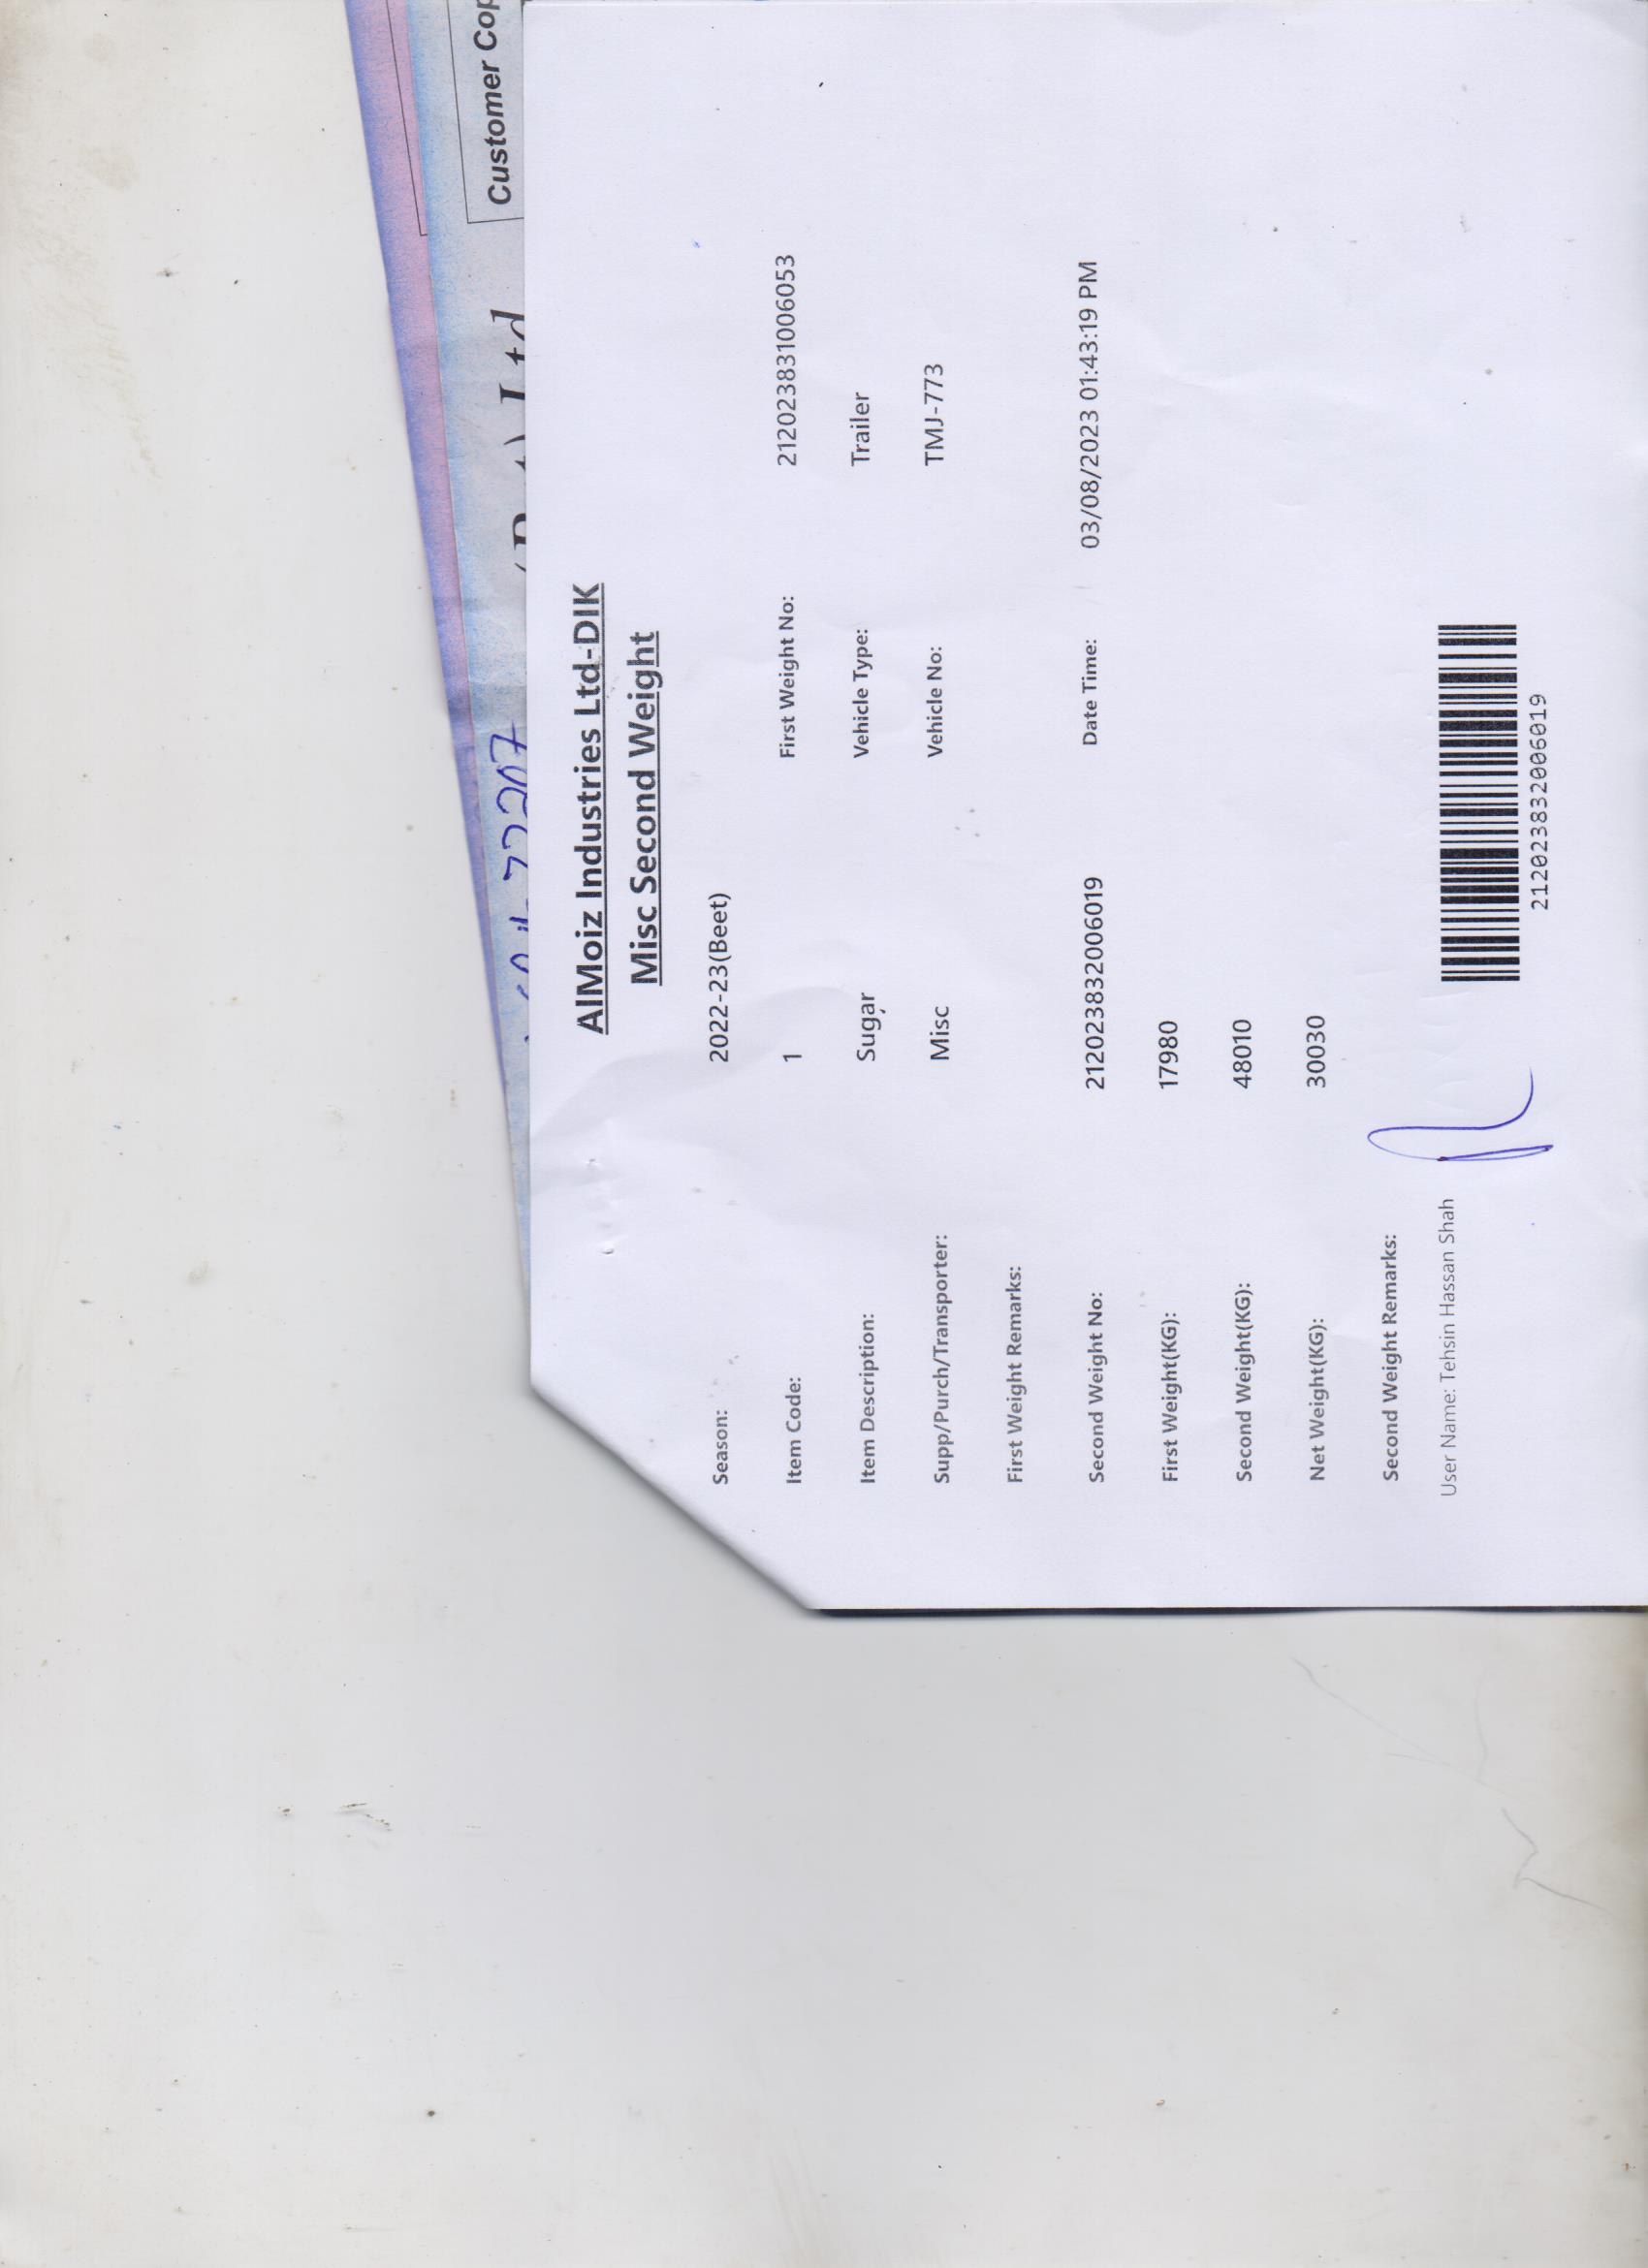 Customer Cop
Ltd
AlMoiz Industries Ltd-DIK
Misc Second Weight
Season: 2022-23(Beet)
Item Code: 1 First Weight No: 2120238310060​53
Item Description: Sugar Vehicle Type: Trailer
Supp/Purch/Transporter: Misc Vehicle No: TMJ-773
First Weight Remarks:
Second Weight No: 212023832006019 Date Time: 03/08/2023 01:43:19 PM
First Weight(KG): 17980
Second Weight(KG): 48010
Net Weight(KG): 30030
Second Weight Remarks:
User Name: Tehsin Hassan Shah
212023832006019